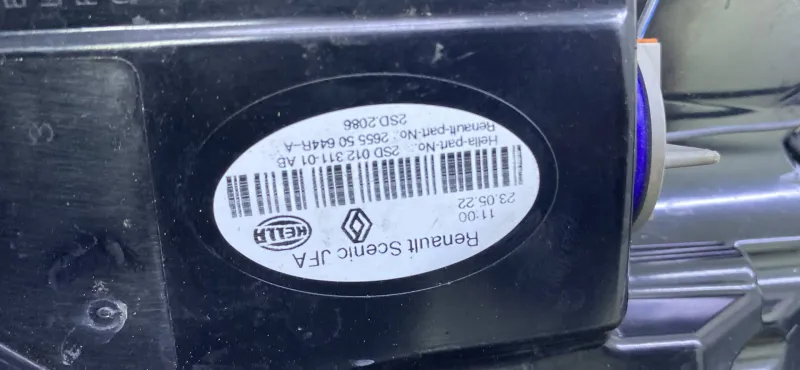 Renault Scenic JFA
11:00
23.05.22
HELLA
Hella-part-No. 2SD 012 311-01 AB
Renault-part-No. 2655 50 644R-A
2SD.2086